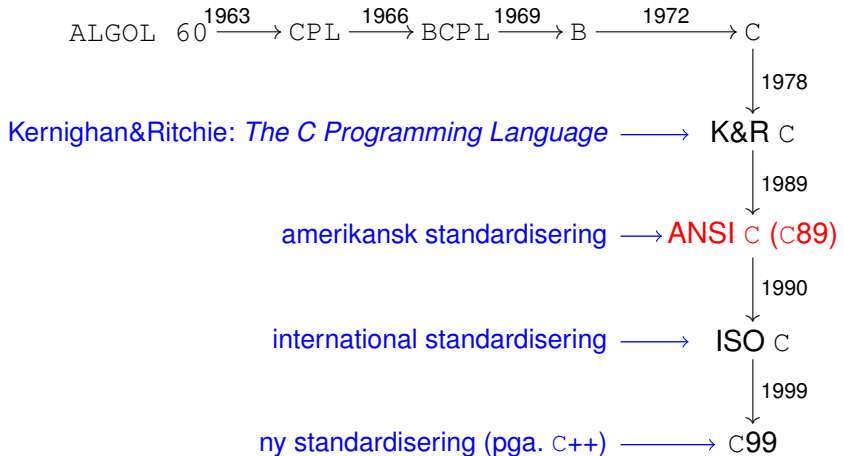 1963 1966 1969 1972
ALGOL 60 CPL BCPL B C
1978
Kernighan&Ritchie: The C Programming Language K&R C
1989
amerikansk standardisering ANSI C (C89)
1990
international standardisering ISO C
1999
ny standardisering (pga. C++) C99